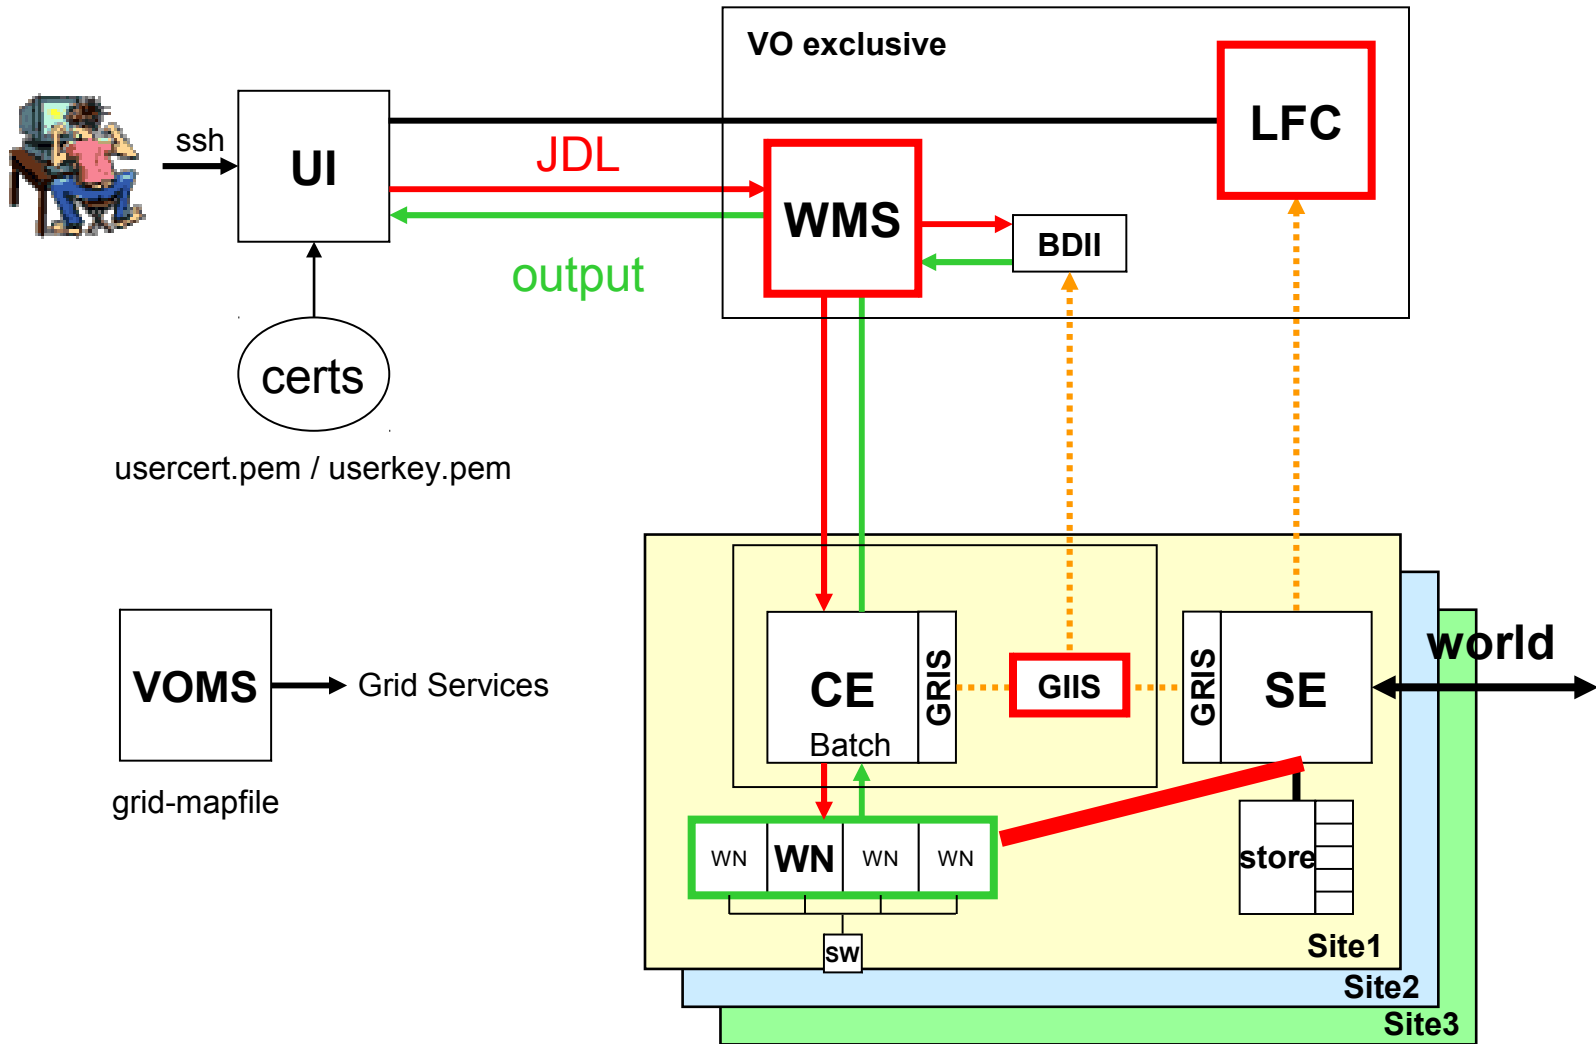 VO exclusive
LFC
ssh
UI
JDL
WMS
BDII
output
certs
usercert.pem / userkey.pem
VOMS
Grid Services
grid-mapfile
CE
Batch
GRIS
GIIS
GRIS
SE
world
WN
WN
WN
WN
store
SW
Site1
Site2
Site3